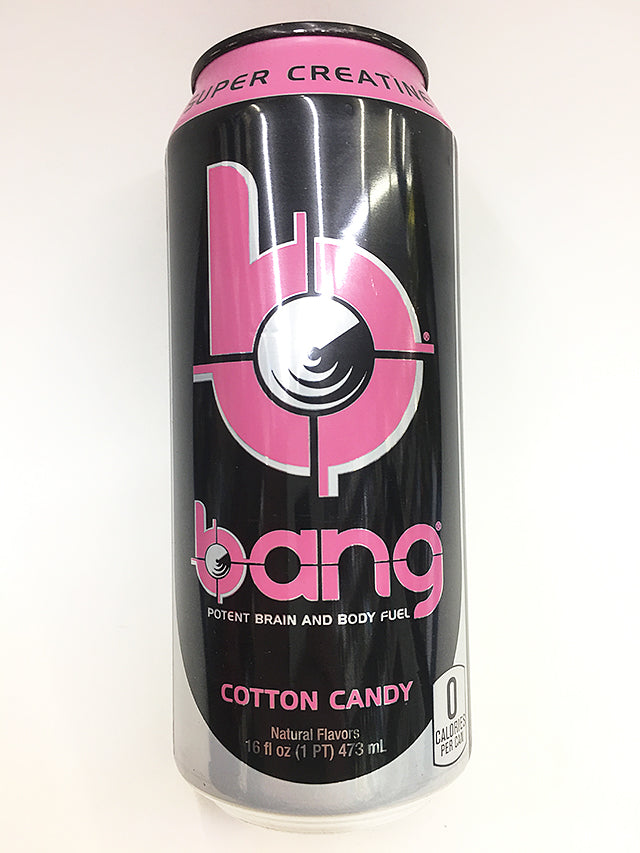 SUPER CREATINE
b
®
bang®
POTENT BRAIN AND BODY FUEL
COTTON CANDY
0
CALORIES
PER CAN
Natural Flavors
16 fl oz (1 PT) 473 mL